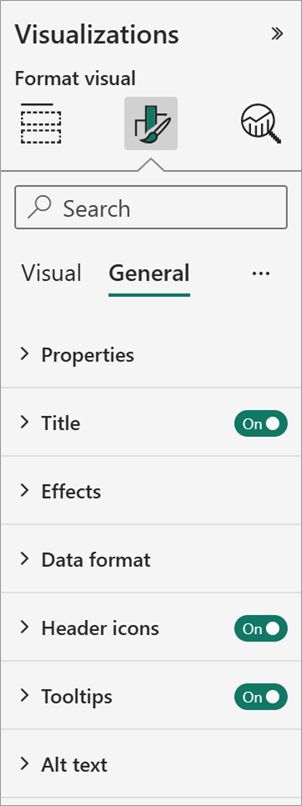 Visualizations
Format visual
Search
Visual General ...
Properties
Title On
Effects
Data format
Header icons On
Tooltips On
Alt text